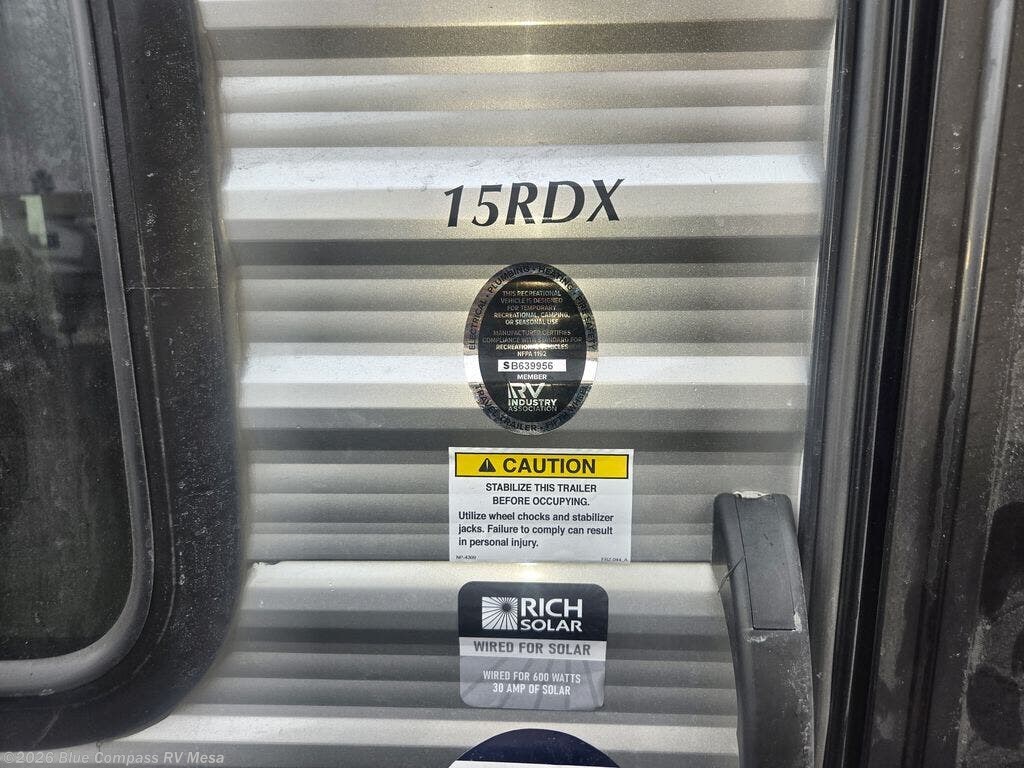 15RDX
ELECTRICAL • PLUMBING • HEATING • FIRE SAFETY
THIS RECREATIONAL
VEHICLE IS DESIGNED
FOR TEMPORARY
RECREATIONAL, CAMPING,
OR SEASONAL USE
MANUFACTURER CERTIFIES
COMPLIANCE WITH STANDARD FOR
RECREATIONAL VEHICLES
NFPA 1192
SB639956
MEMBER
RV
INDUSTRY
ASSOCIATION
TRAVEL TRAILER • FIFTH WHEEL
CAUTION
STABILIZE THIS TRAILER
BEFORE OCCUPYING.
Utilize wheel chocks and stabilizer
jacks. Failure to comply can result
in personal injury.
RICH
SOLAR
WIRED FOR SOLAR
WIRED FOR 600 WATTS
30 AMP OF SOLAR
©2026 Blue Compass RV Mesa